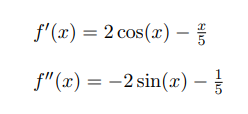 f′(x) = 2 cos(x) − x/5
f″(x) = −2 sin(x) − 1/5